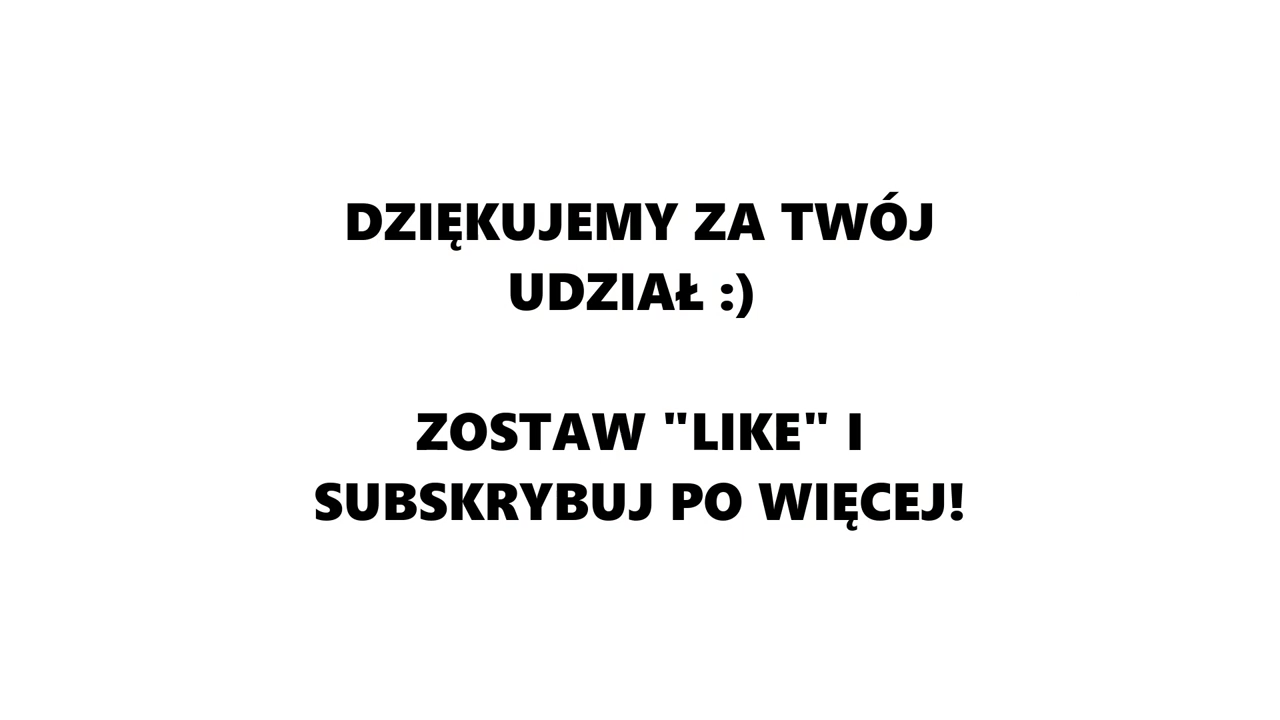 DZIĘKUJEMY ZA TWÓJ
UDZIAŁ :)
ZOSTAW "LIKE" I
SUBSKRYBUJ PO WIĘCEJ!